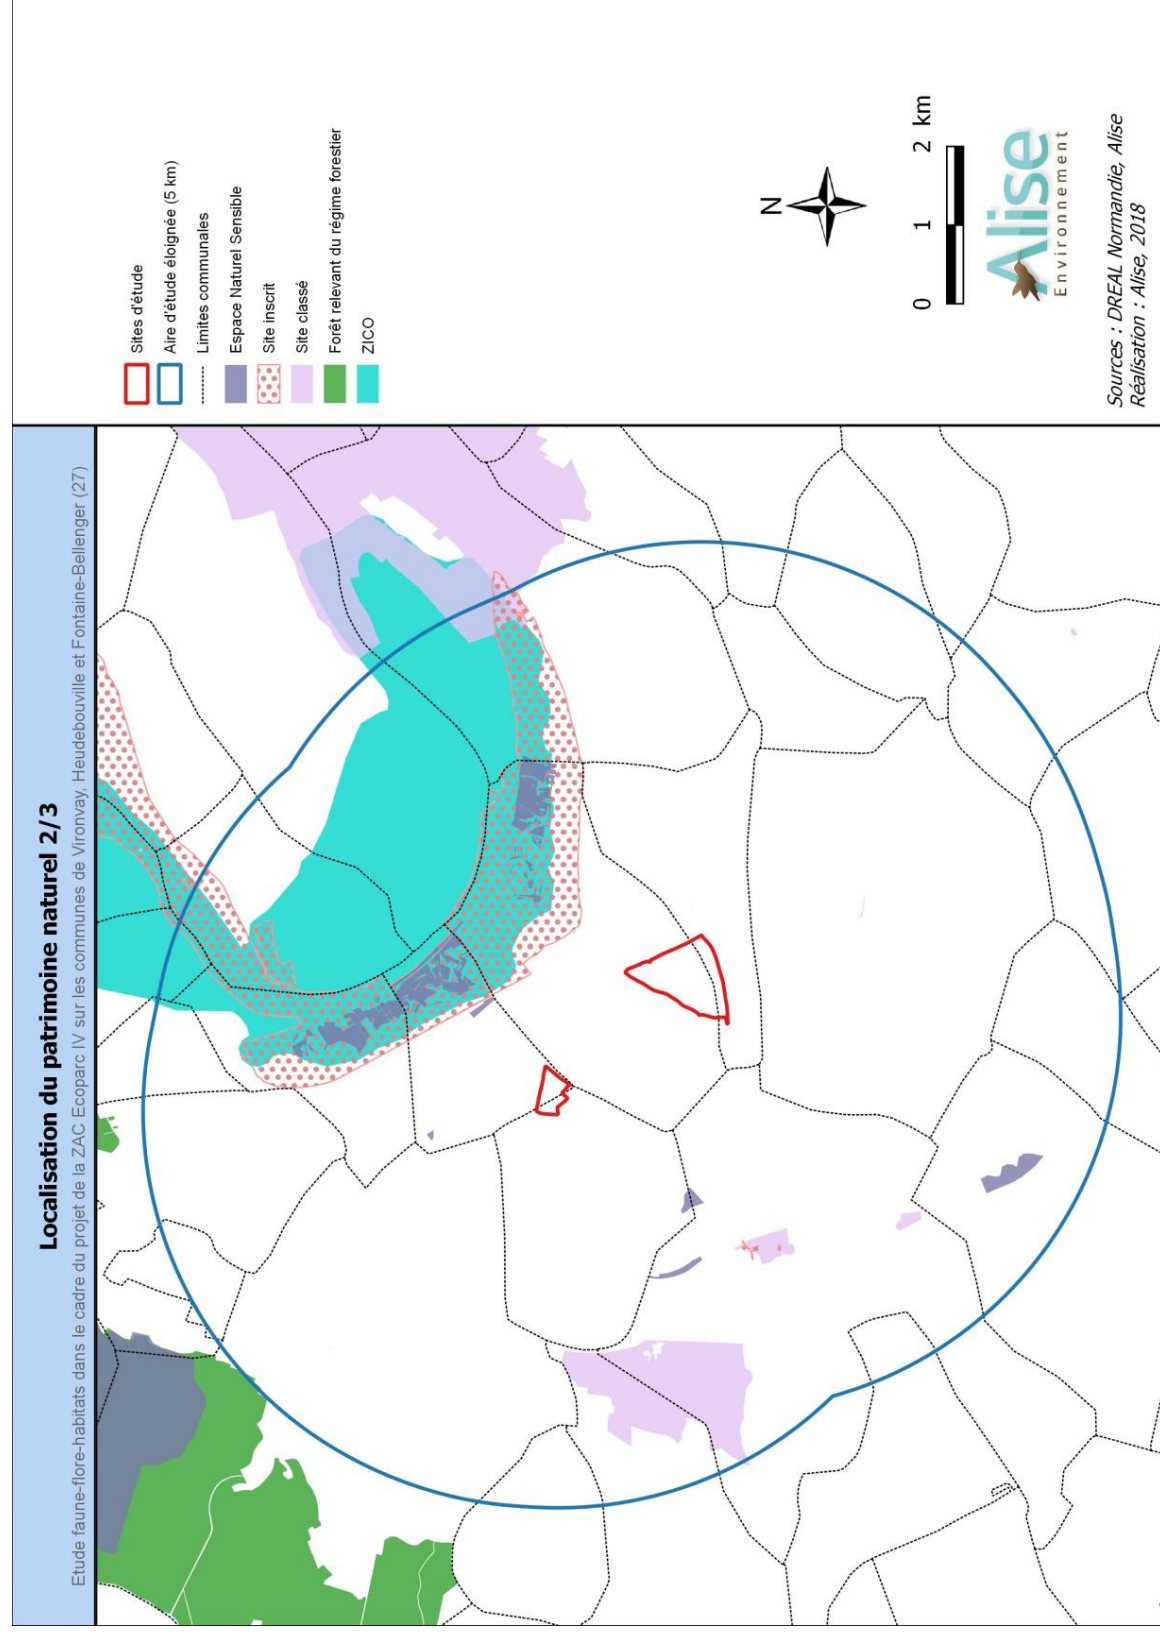 Localisation du patrimoine naturel 2/3
Etude faune-flore-habitats dans le cadre du projet de la ZAC Ecoparc IV sur les communes de Vironvay, Heudebouville et Fontaine-Bellenger (27)
Sites d'étude
Aire d'étude éloignée (5 km)
Limites communales
Espace Naturel Sensible
Site inscrit
Site classé
Forêt relevant du régime forestier
ZICO
N
0 1 2 km
Alise
Environnement
Sources : DREAL Normandie, Alise
Réalisation : Alise, 2018